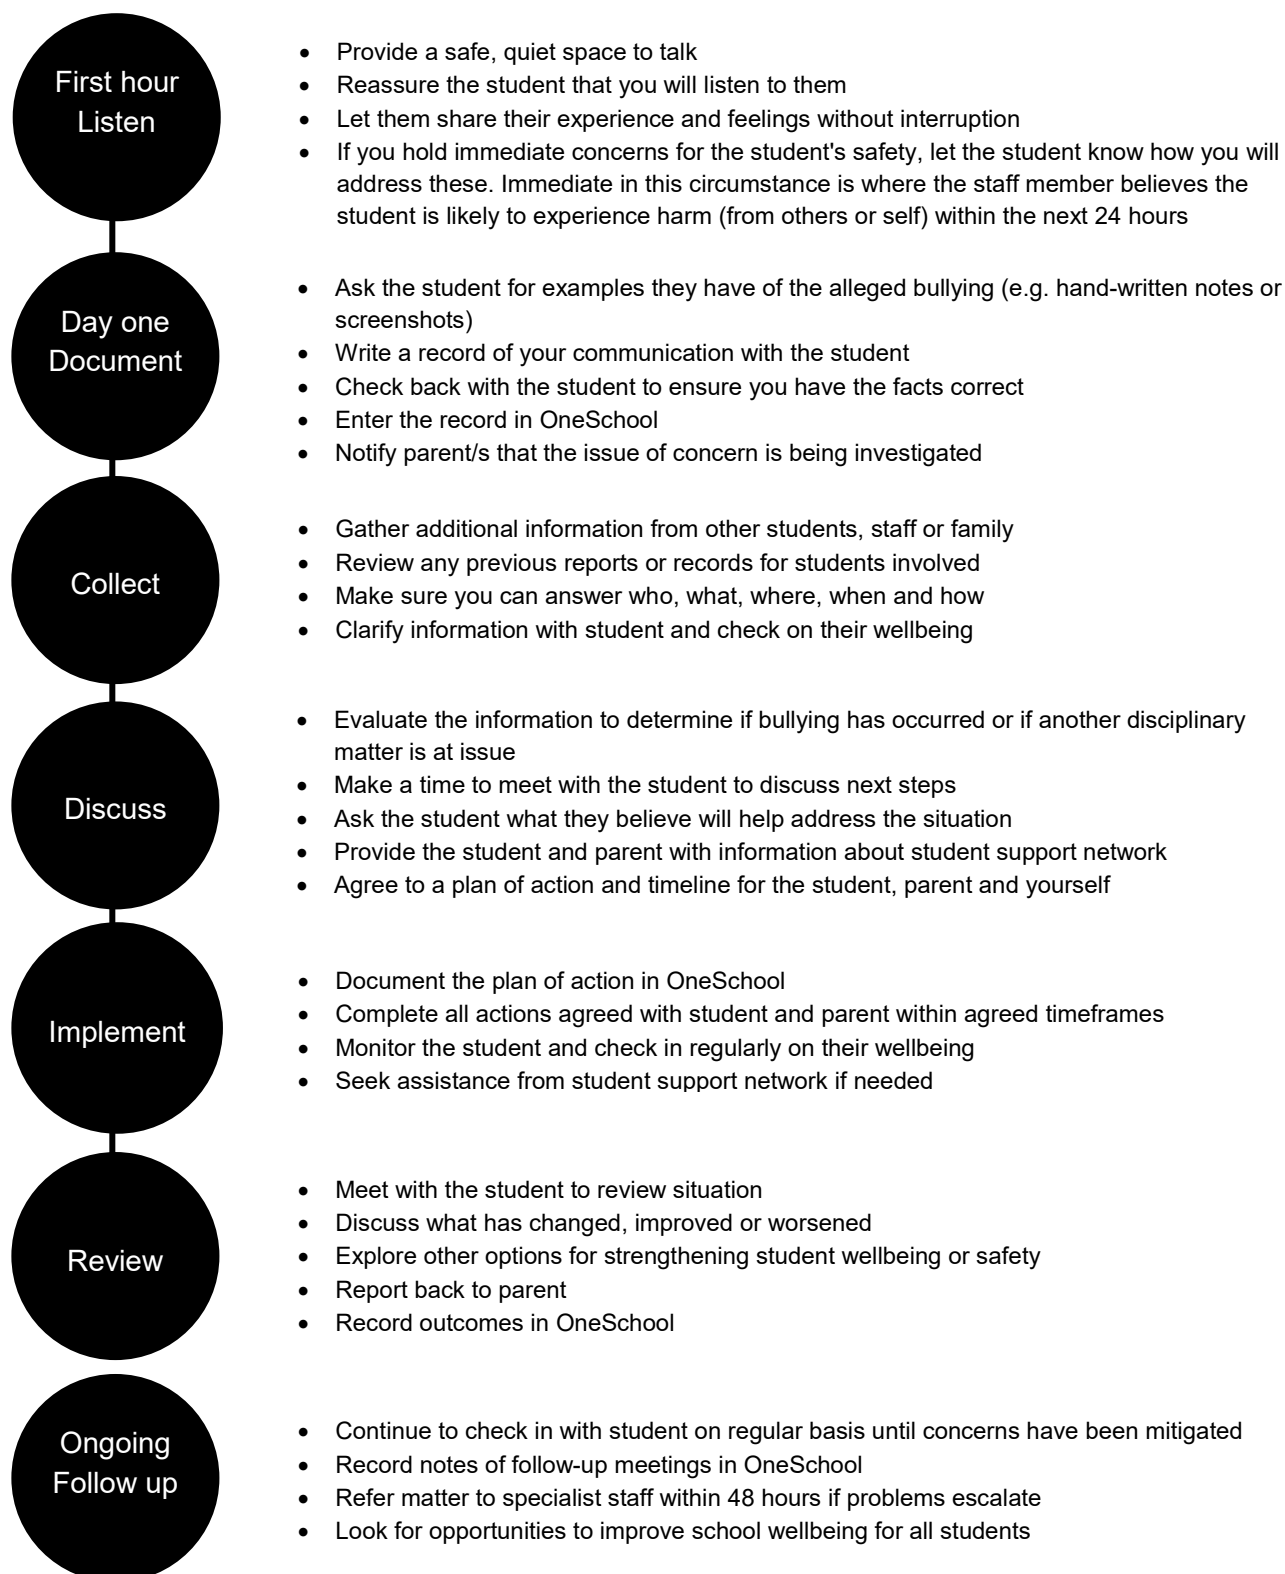 First hour
Listen
• Provide a safe, quiet space to talk
• Reassure the student that you will listen to them
• Let them share their experience and feelings without interruption
• If you hold immediate concerns for the student's safety, let the student know how you will
address these. Immediate in this circumstance is where the staff member believes the
student is likely to experience harm (from others or self) within the next 24 hours
Day one
Document
• Ask the student for examples they have of the alleged bullying (e.g. hand-written notes or
screenshots)
• Write a record of your communication with the student
• Check back with the student to ensure you have the facts correct
• Enter the record in OneSchool
• Notify parent/s that the issue of concern is being investigated
Collect
• Gather additional information from other students, staff or family
• Review any previous reports or records for students involved
• Make sure you can answer who, what, where, when and how
• Clarify information with student and check on their wellbeing
Discuss
• Evaluate the information to determine if bullying has occurred or if another disciplinary
matter is at issue
• Make a time to meet with the student to discuss next steps
• Ask the student what they believe will help address the situation
• Provide the student and parent with information about student support network
• Agree to a plan of action and timeline for the student, parent and yourself
Implement
• Document the plan of action in OneSchool
• Complete all actions agreed with student and parent within agreed timeframes
• Monitor the student and check in regularly on their wellbeing
• Seek assistance from student support network if needed
Review
• Meet with the student to review situation
• Discuss what has changed, improved or worsened
• Explore other options for strengthening student wellbeing or safety
• Report back to parent
• Record outcomes in OneSchool
Ongoing
Follow up
• Continue to check in with student on regular basis until concerns have been mitigated
• Record notes of follow-up meetings in OneSchool
• Refer matter to specialist staff within 48 hours if problems escalate
• Look for opportunities to improve school wellbeing for all students